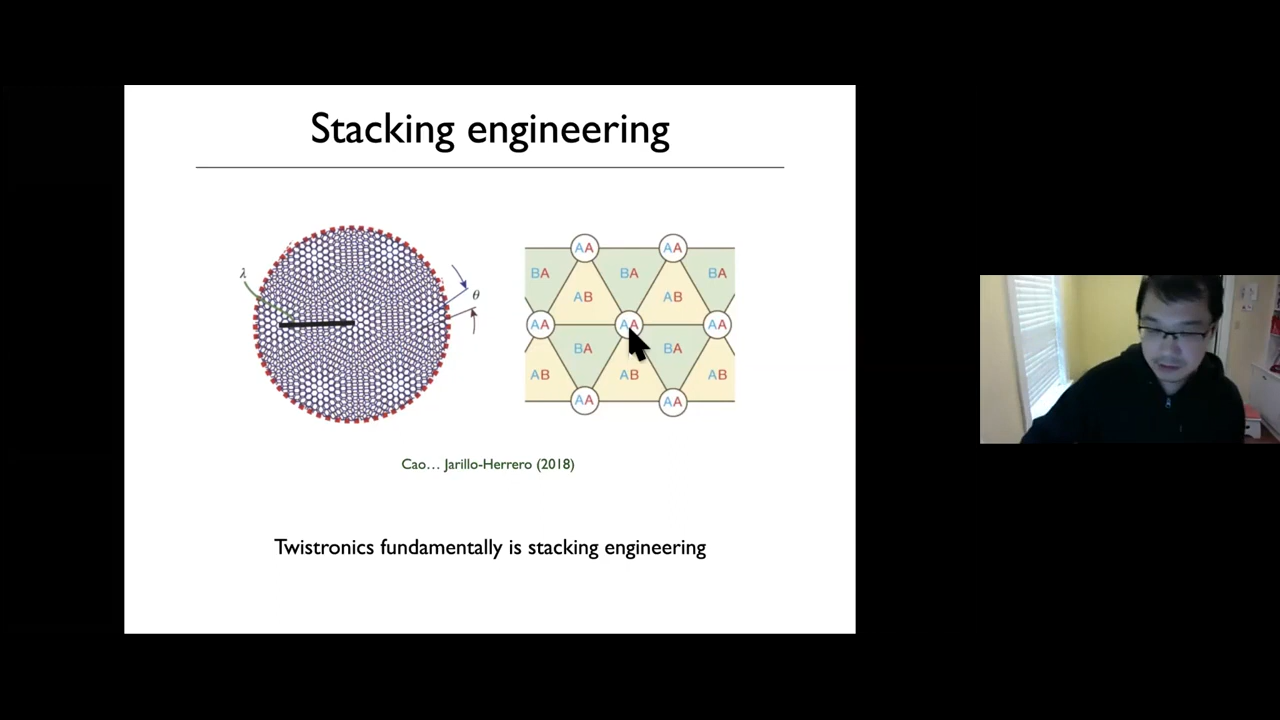 Stacking engineering
λ
θ
AA AA
BA BA BA
AB AB
AA AA AA
BA BA
AB AB AB
AA AA
Cao… Jarillo-Herrero (2018)
Twistronics fundamentally is stacking engineering